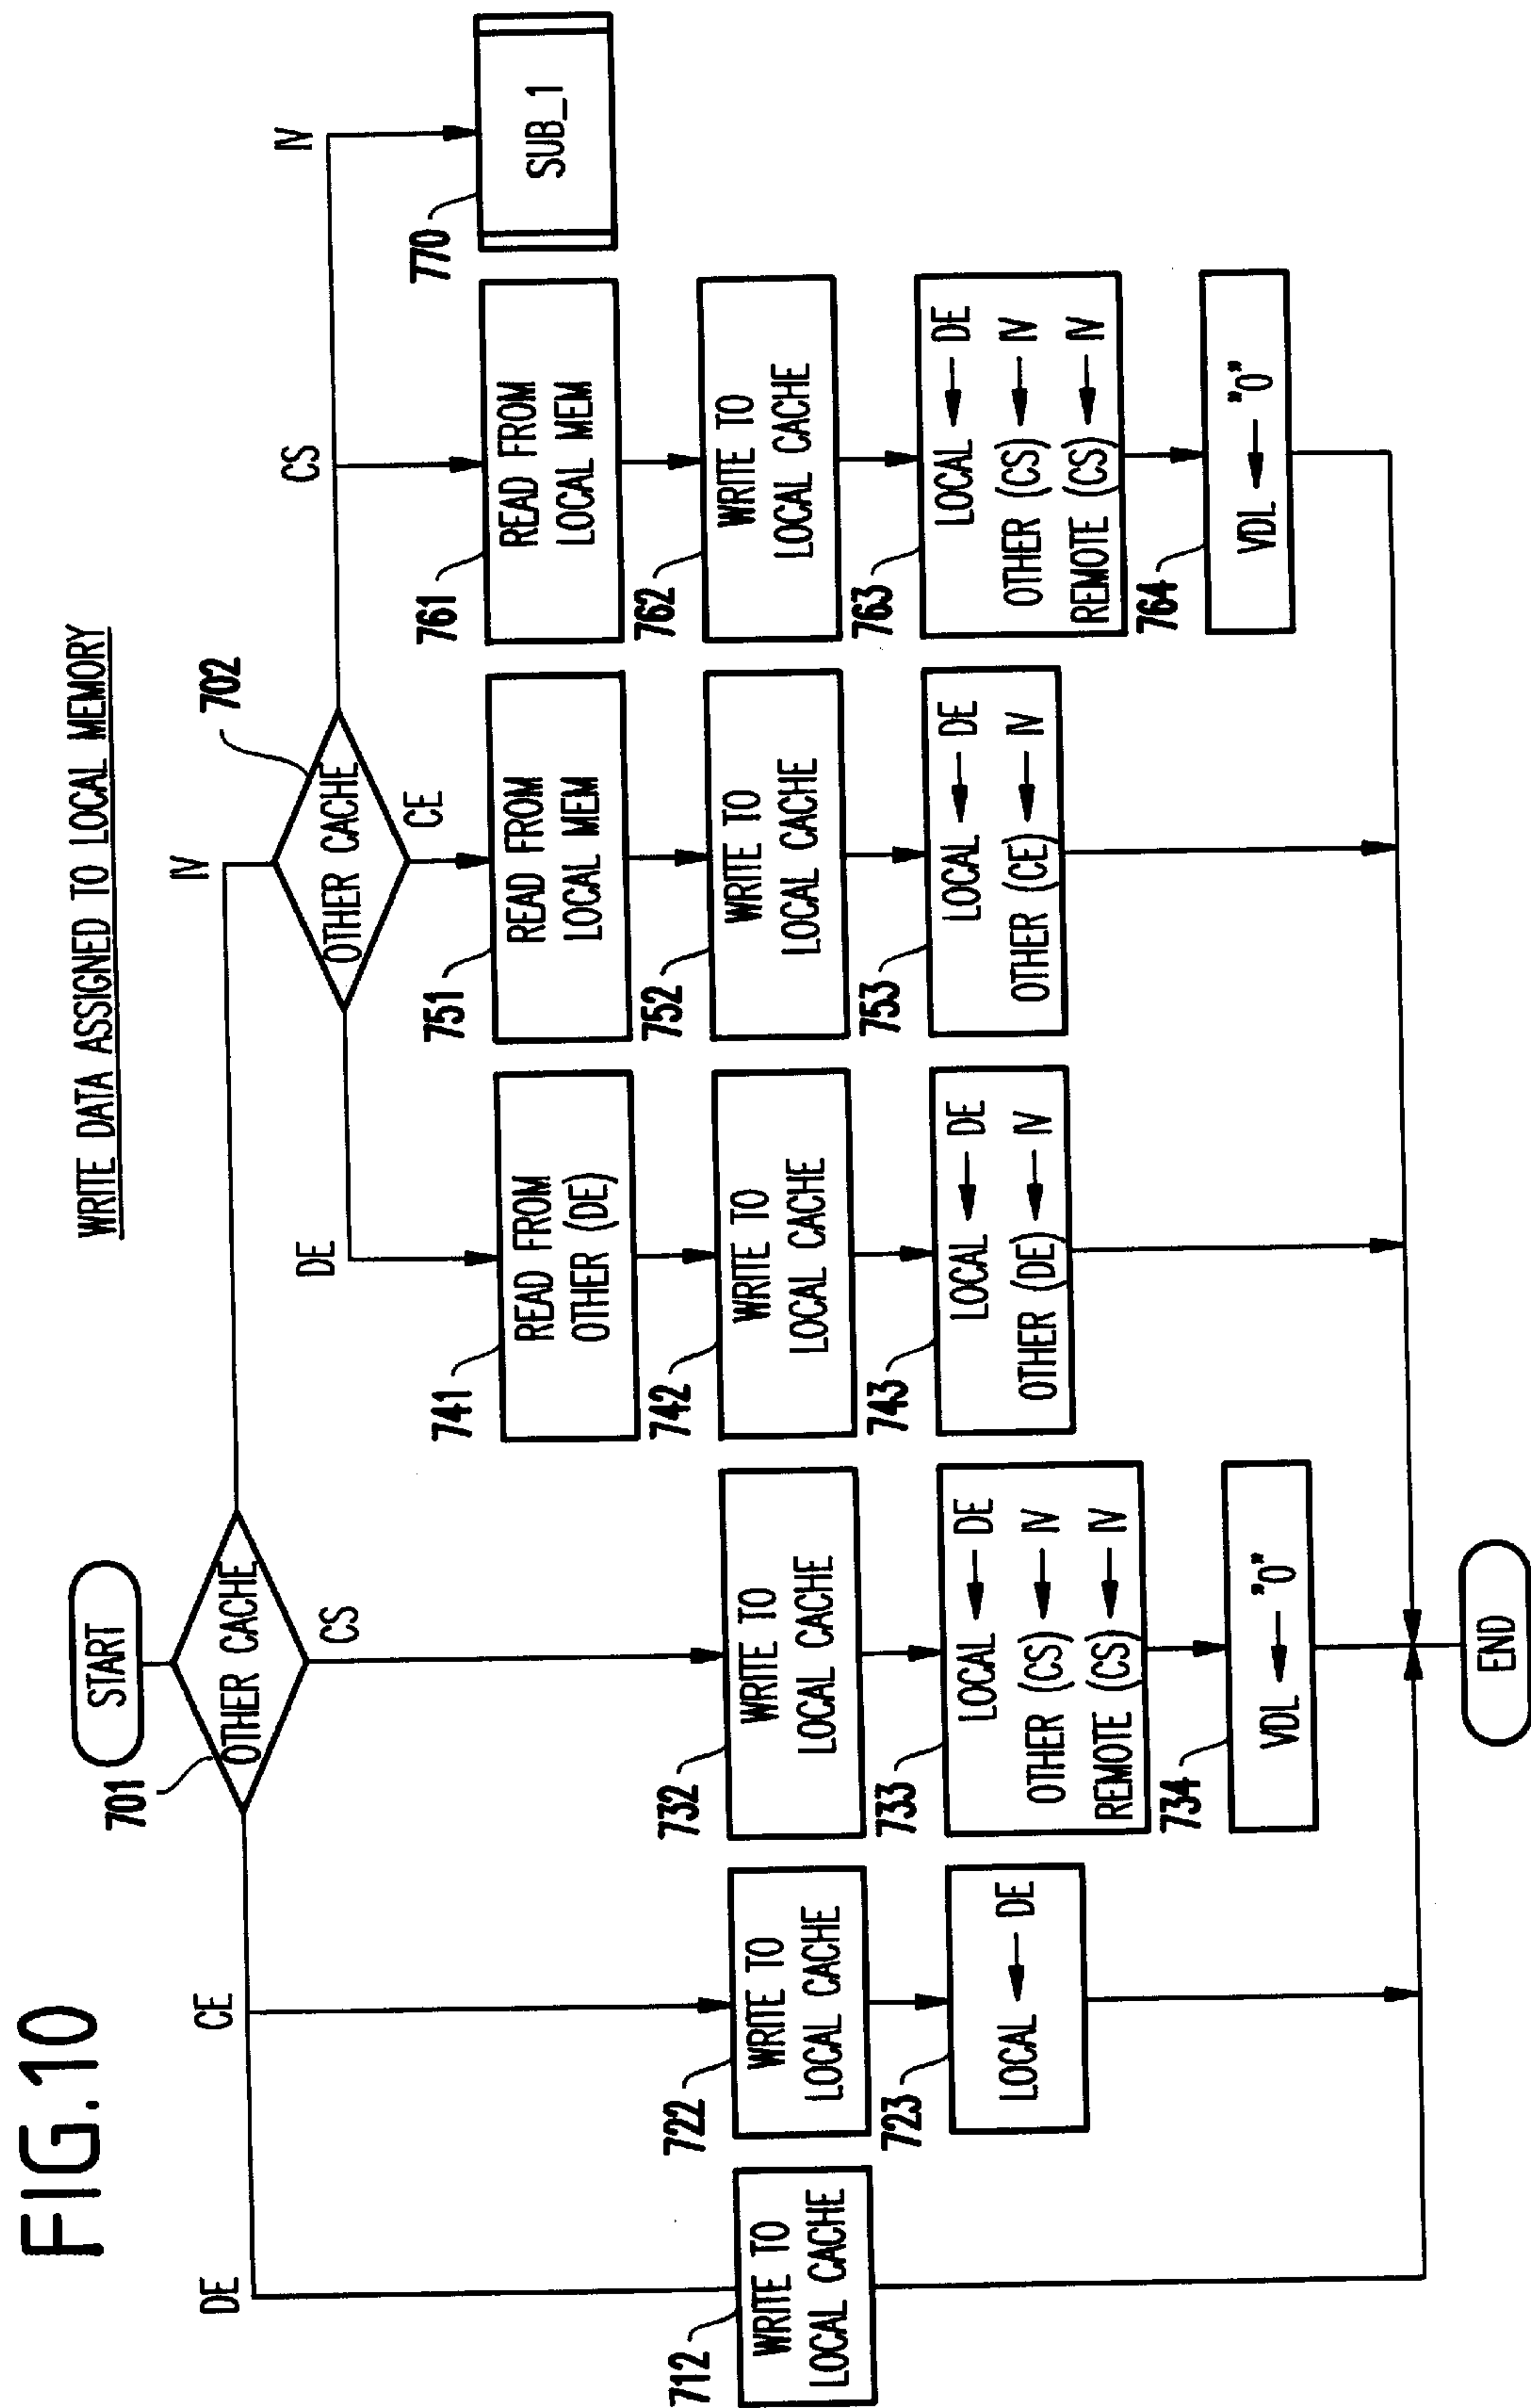 FIG.10
WRITE DATA ASSIGNED TO LOCAL MEMORY
START
701
OTHER CACHE
DE
CE
CS
IV
702
OTHER CACHE
DE
CE
CS
IV
712
WRITE TO
LOCAL CACHE
722
WRITE TO
LOCAL CACHE
723
LOCAL → DE
732
WRITE TO
LOCAL CACHE
733
LOCAL → DE
OTHER (CS) → IV
REMOTE (CS) → IV
734
VDL → "0"
741
READ FROM
OTHER (DE)
742
WRITE TO
LOCAL CACHE
743
LOCAL → DE
OTHER (DE) → IV
751
READ FROM
LOCAL MEM
752
WRITE TO
LOCAL CACHE
753
LOCAL → DE
OTHER (CE) → IV
761
READ FROM
LOCAL MEM
762
WRITE TO
LOCAL CACHE
763
LOCAL → DE
OTHER (CS) → IV
REMOTE (CS) → IV
764
VDL → "0"
770
SUB_1
END